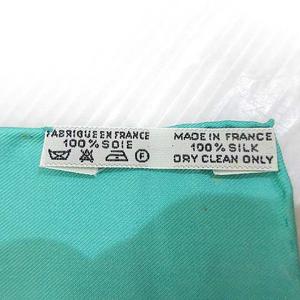 FABRIQUE EN FRANCE
100% SOIE
F
MADE IN FRANCE
100% SILK
DRY CLEAN ONLY